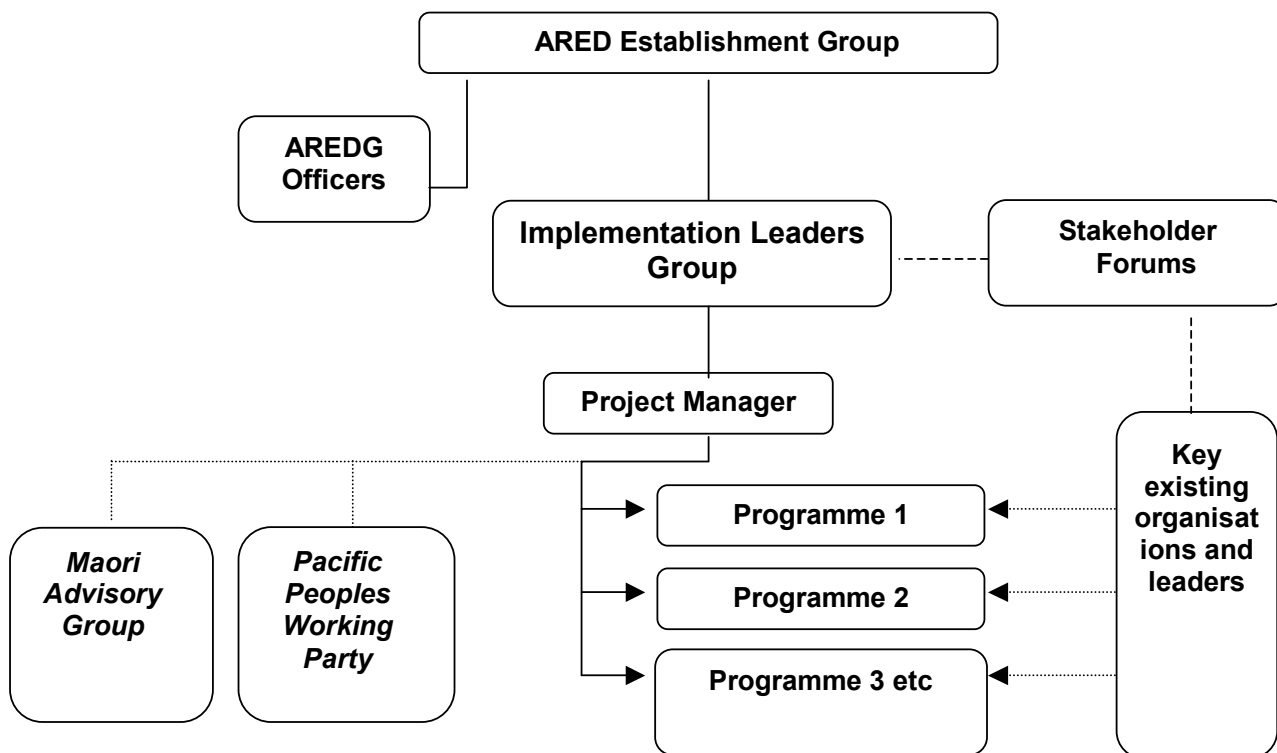 ARED Establishment Group
AREDG
Officers
Implementation Leaders
Group
Stakeholder
Forums
Project Manager
Maori
Advisory
Group
Pacific
Peoples
Working
Party
Programme 1
Programme 2
Programme 3 etc
Key
existing
organisat
ions and
leaders